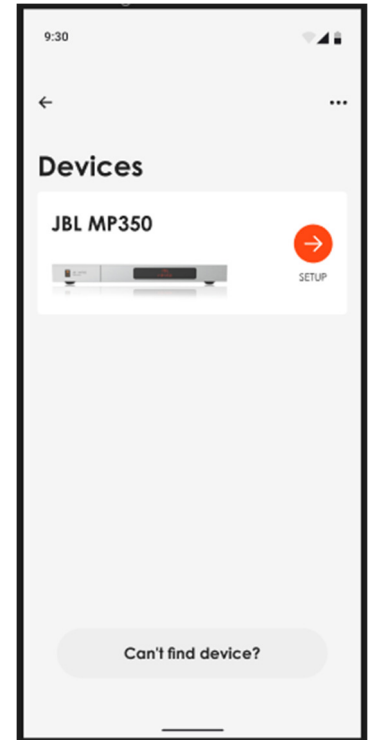 9:30
Devices
JBL MP350
SETUP
Can't find device?